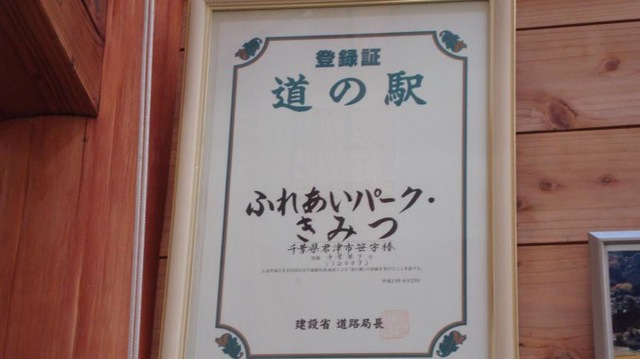 登録証
道の駅
ふれあいパーク・
きみつ
千葉県君津市笹字椿
建設省 道路局長